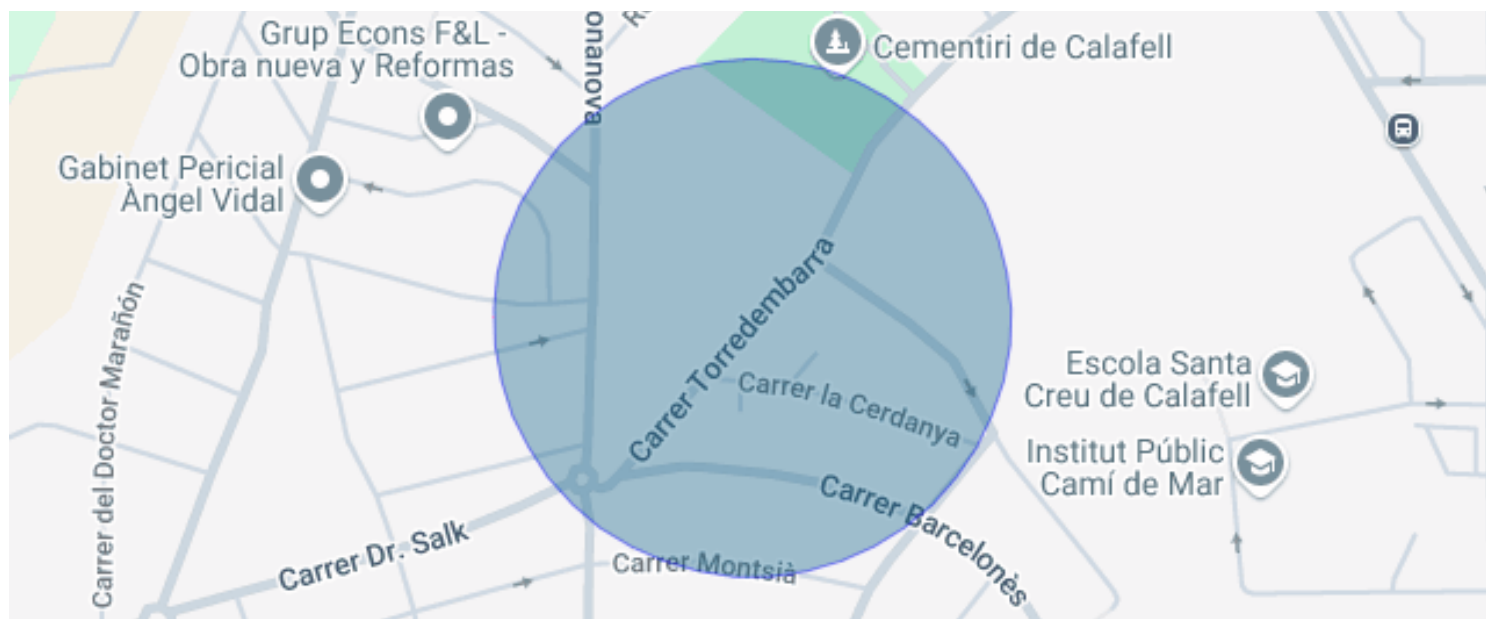 Grup Econs F&L -
Obra nueva y Reformas
onanova
Cementiri de Calafell
Gabinet Pericial
Àngel Vidal
Carrer del Doctor Marañón
Carrer Torredembarra
Carrer la Cerdanya
Escola Santa
Creu de Calafell
Institut Públic
Camí de Mar
Carrer Barcelonès
Carrer Dr. Salk
Carrer Montsià